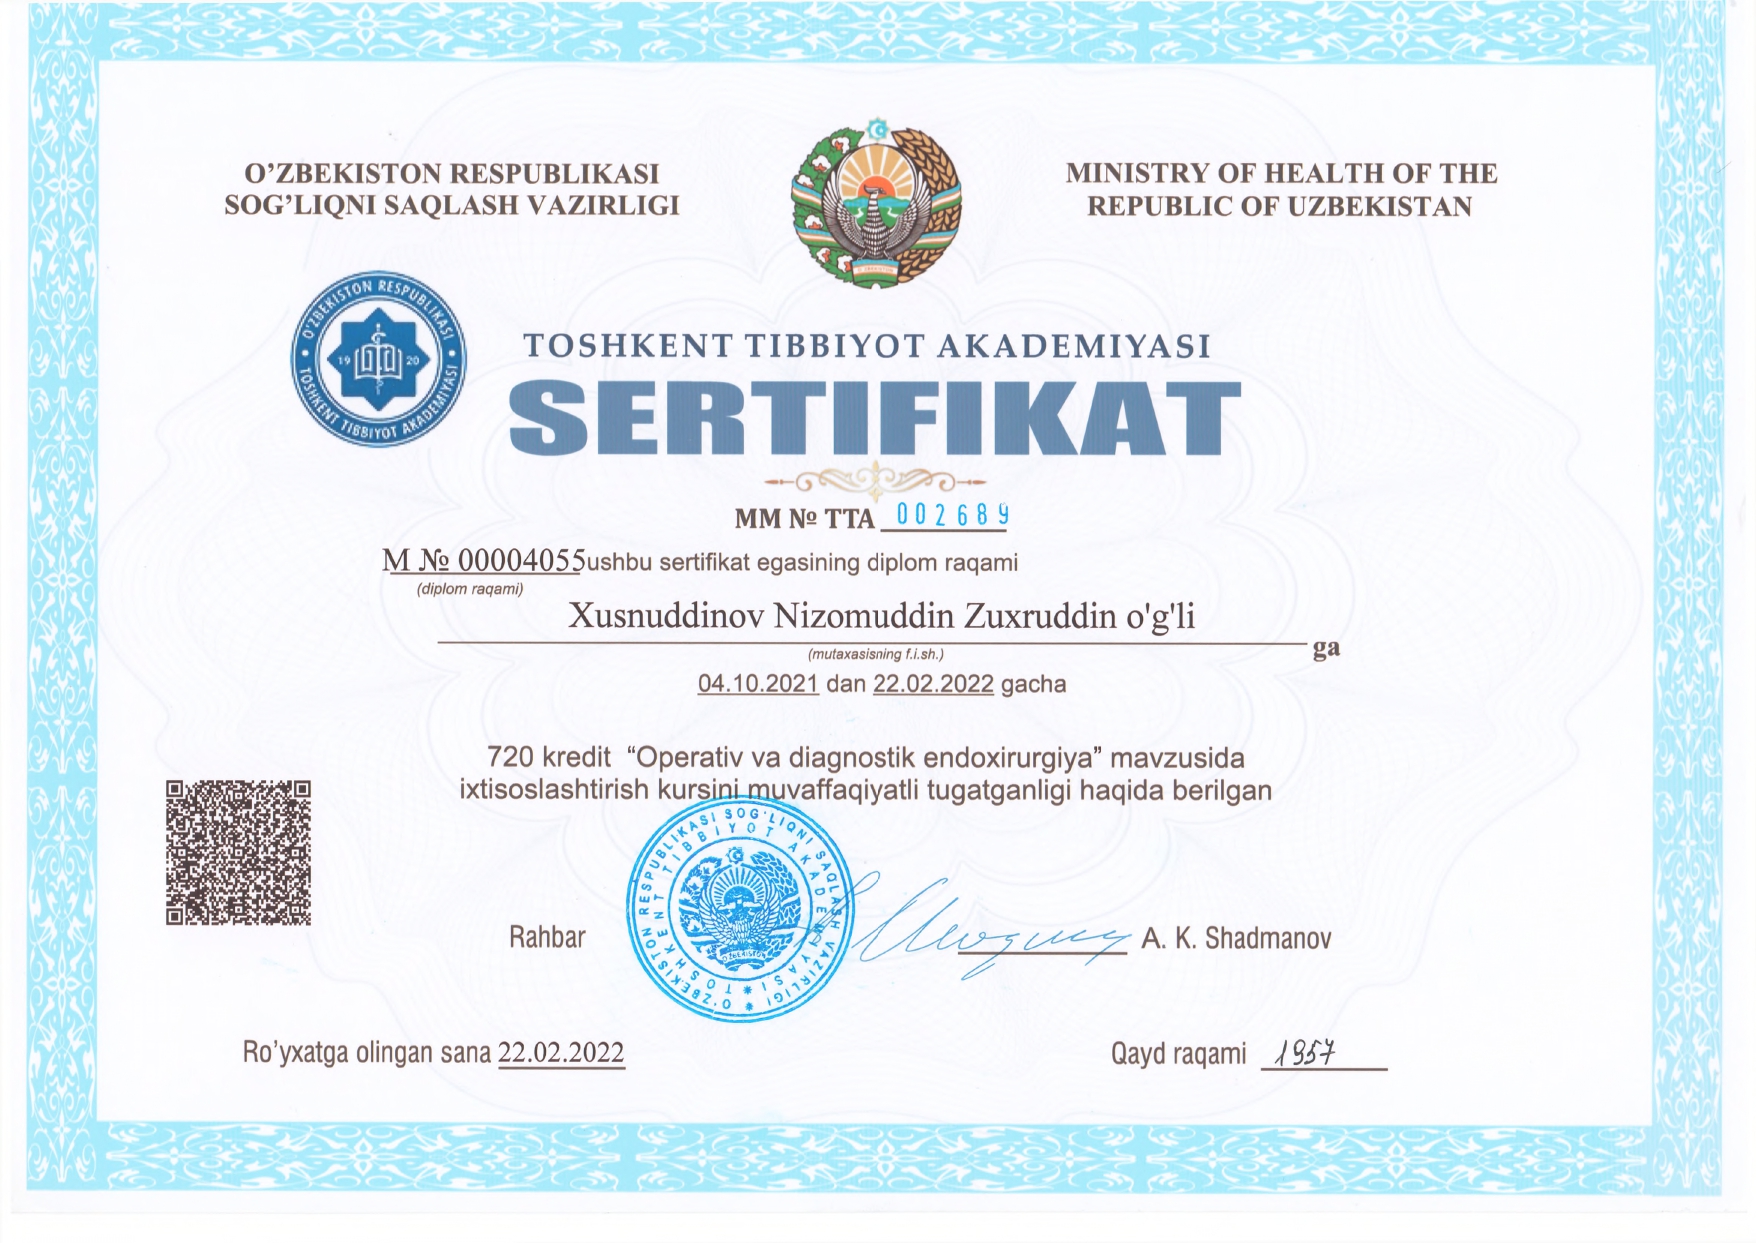 O'ZBEKISTON RESPUBLIKASI
SOG'LIQNI SAQLASH VAZIRLIGI
MINISTRY OF HEALTH OF THE
REPUBLIC OF UZBEKISTAN
O'ZBEKISTON RESPUBLIKASI
19 20
TOSHKENT TIBBIYOT AKADEMIYASI
TOSHKENT TIBBIYOT AKADEMIYASI
SERTIFIKAT
MM № TTA 002689
M № 00004055ushbu sertifikat egasining diplom raqami
(diplom raqami)
Xusnuddinov Nizomuddin Zuxruddin o'g'li
ga
(mutaxasisning f.i.sh.)
04.10.2021 dan 22.02.2022 gacha
720 kredit “Operativ va diagnostik endoxirurgiya” mavzusida
ixtisoslashtirish kursini muvaffaqiyatli tugatganligi haqida berilgan
O'ZBEKISTON RESPUBLIKASI SOG'LIQNI SAQLASH VAZIRLIGI
TOSHKENT TIBBIYOT AKADEMIYASI
O'ZBEKISTON
Rahbar
A. K. Shadmanov
Ro'yxatga olingan sana 22.02.2022
Qayd raqami 1957